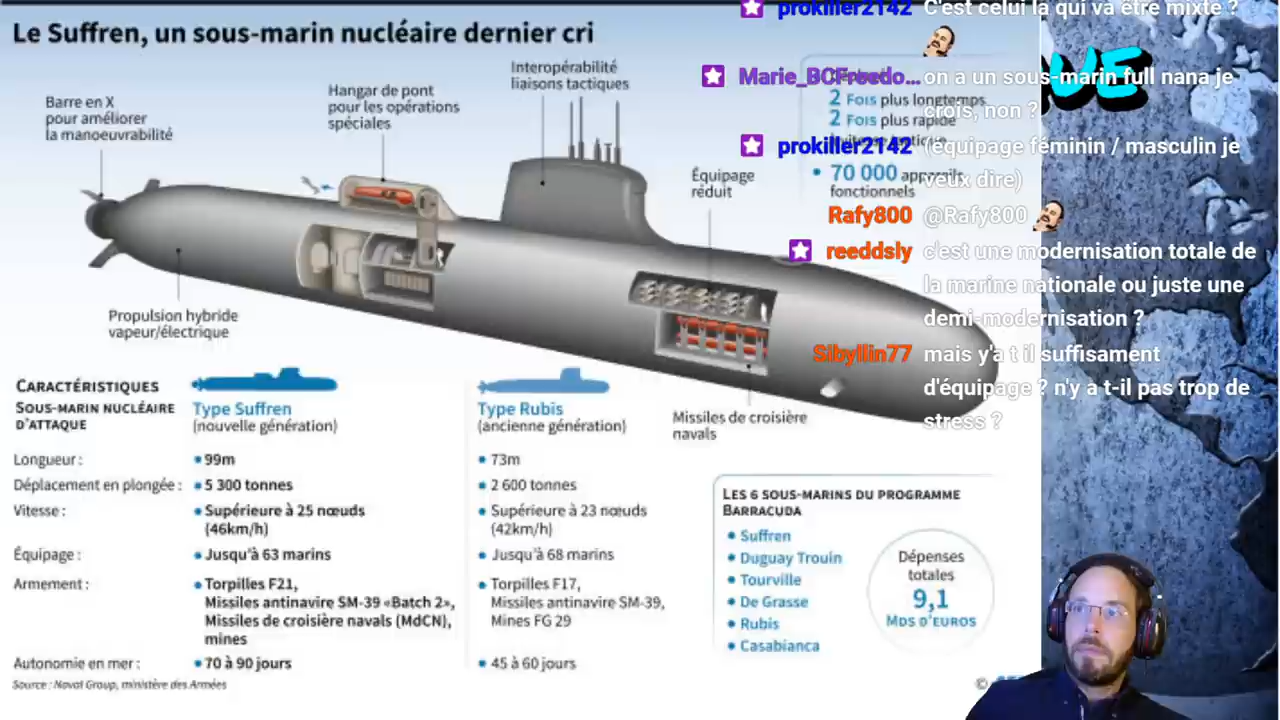 Le Suffren, un sous-marin nucléaire dernier cri
Barre en X
pour améliorer
la manoeuvrabilité
Hangar de pont
pour les opérations
spéciales
Interopérabilité
liaisons tactiques
Équipage
réduit
2 Fois plus longtemps
2 Fois plus rapide
• 70 000 appareils
fonctionnels
Propulsion hybride
vapeur/électrique
Missiles de croisière
navals
prokiller2142 C'est celui là qui va être mixte ?
Marie_BCFreedo... on a un sous-marin full nana je
crois, non ?
prokiller2142 (équipage féminin / masculin je
veux dire)
Rafy800 @Rafy800
reeddsly c'est une modernisation totale de
la marine nationale ou juste une
demi-modernisation ?
Sibyllin77 mais y'a t il suffisament
d'équipage ? n'y a t-il pas trop de
stress ?
UE
CARACTÉRISTIQUES
SOUS-MARIN NUCLÉAIRE
D'ATTAQUE
Type Suffren
(nouvelle génération)
Type Rubis
(ancienne génération)
Longueur : • 99m • 73m
Déplacement en plongée : • 5 300 tonnes • 2 600 tonnes
Vitesse : • Supérieure à 25 nœuds • Supérieure à 23 nœuds
(46km/h) (42km/h)
Équipage : • Jusqu'à 63 marins • Jusqu'à 68 marins
Armement : • Torpilles F21, • Torpilles F17,
Missiles antinavire SM-39 «Batch 2», Missiles antinavire SM-39,
Missiles de croisière navals (MdCN), Mines FG 29
mines
Autonomie en mer : • 70 à 90 jours • 45 à 60 jours
Source : Naval Group, ministère des Armées
LES 6 SOUS-MARINS DU PROGRAMME
BARRACUDA
• Suffren
• Duguay Trouin
• Tourville
• De Grasse
• Rubis
• Casabianca
Dépenses
totales
9,1
MDS D'EUROS
©